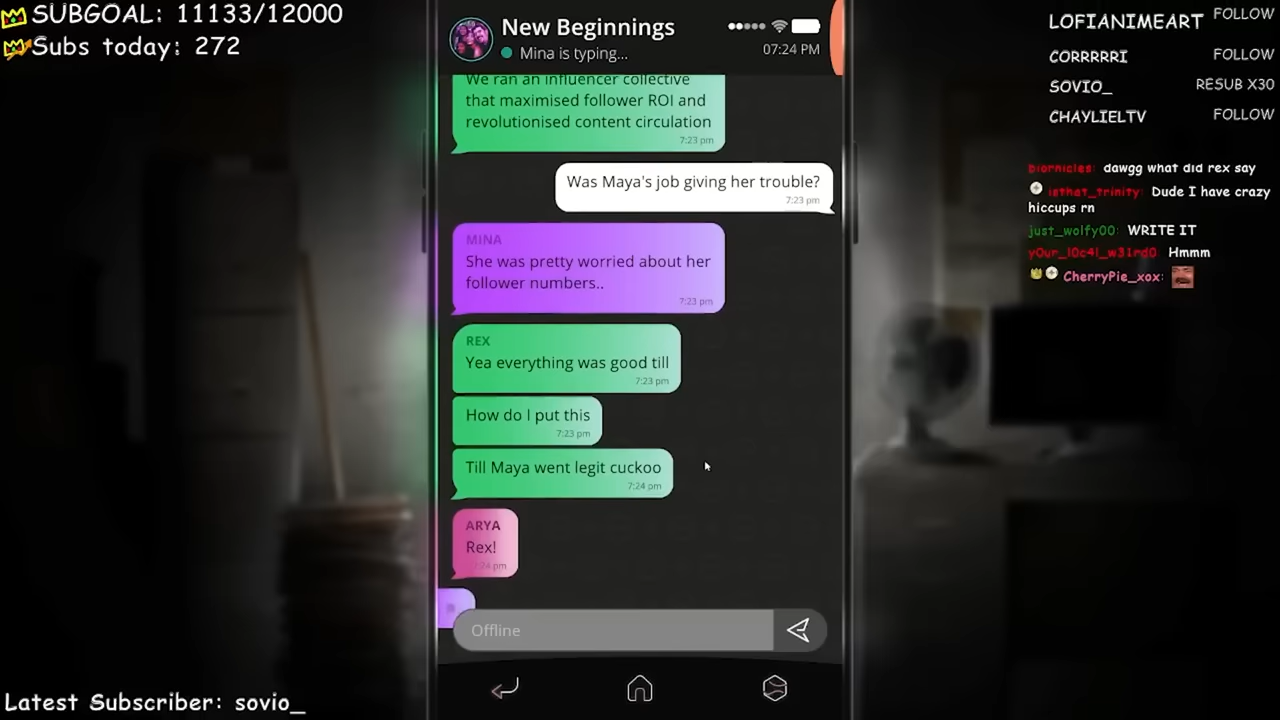 SUBGOAL: 11133/12000
Subs today: 272
New Beginnings
Mina is typing...
07:24 PM
We ran an influencer collective
that maximised follower ROI and
revolutionised content circulation
7:23 pm
Was Maya's job giving her trouble?
7:23 pm
MINA
She was pretty worried about her
follower numbers..
7:23 pm
REX
Yea everything was good till
7:23 pm
How do I put this
7:23 pm
Till Maya went legit cuckoo
7:24 pm
ARYA
Rex!
7:24 pm
Offline
LOFIANIMEART FOLLOW
CORRRRRI FOLLOW
SOVIO_ RESUB X30
CHAYLIELTV FOLLOW
biornicles: dawgg what did rex say
isthat_trinity: Dude I have crazy
hiccups rn
just_wolfy00: WRITE IT
y0ur_l0c4l_w31rd0: Hmmm
CherryPie_xox:
Latest Subscriber: sovio_